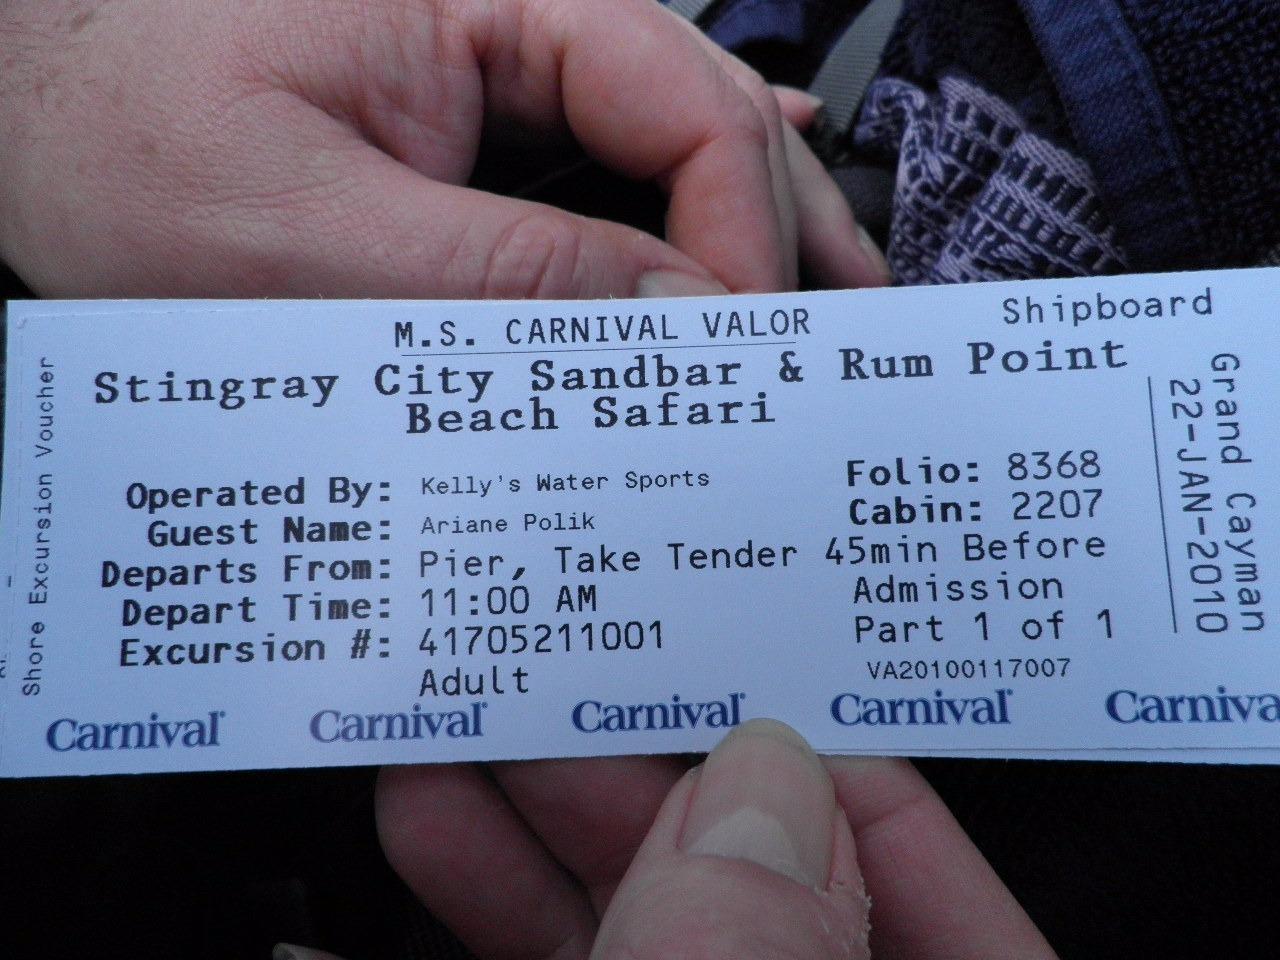 Shore Excursion Voucher
M.S. CARNIVAL VALOR
Shipboard
Stingray City Sandbar & Rum Point
Beach Safari
Operated By: Kelly's Water Sports
Guest Name: Ariane Polik
Departs From: Pier, Take Tender 45min Before
Depart Time: 11:00 AM
Excursion #: 41705211001
Adult
Folio: 8368
Cabin: 2207
Admission
Part 1 of 1
VA20100117007
Grand Cayman
22-JAN-2010
Carnival Carnival Carnival Carnival Carniva